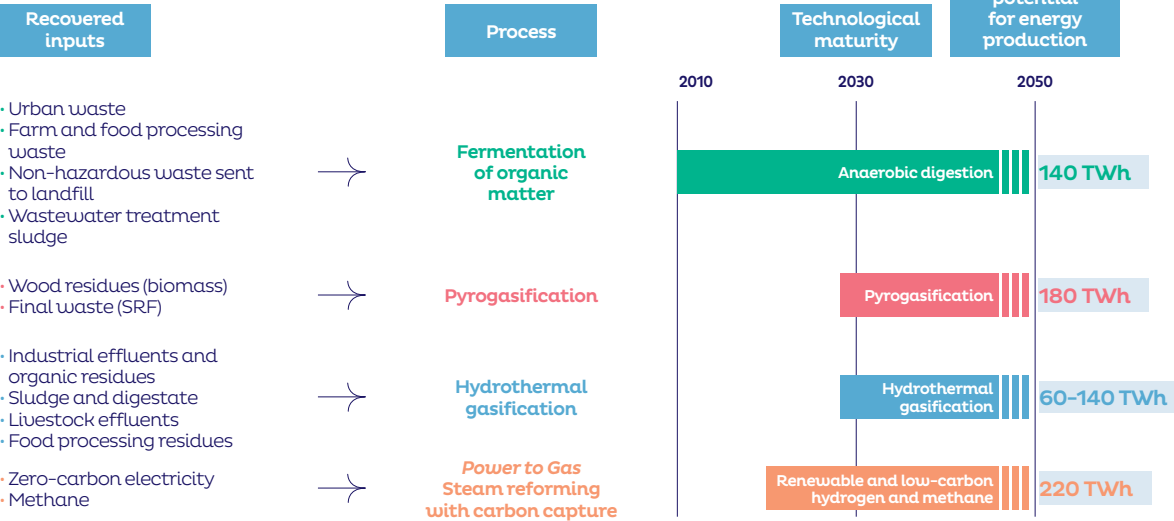 Recovered
inputs
Process
Technological
maturity
potential
for energy
production
2010
2030
2050
• Urban waste
• Farm and food processing
waste
• Non-hazardous waste sent
to landfill
• Wastewater treatment
sludge
Fermentation
of organic
matter
Anaerobic digestion
140 TWh
• Wood residues (biomass)
• Final waste (SRF)
Pyrogasification
Pyrogasification
180 TWh
• Industrial effluents and
organic residues
• Sludge and digestate
• Livestock effluents
• Food processing residues
Hydrothermal
gasification
Hydrothermal
gasification
60-140 TWh
• Zero-carbon electricity
• Methane
Power to Gas
Steam reforming
with carbon capture
Renewable and low-carbon
hydrogen and methane
220 TWh